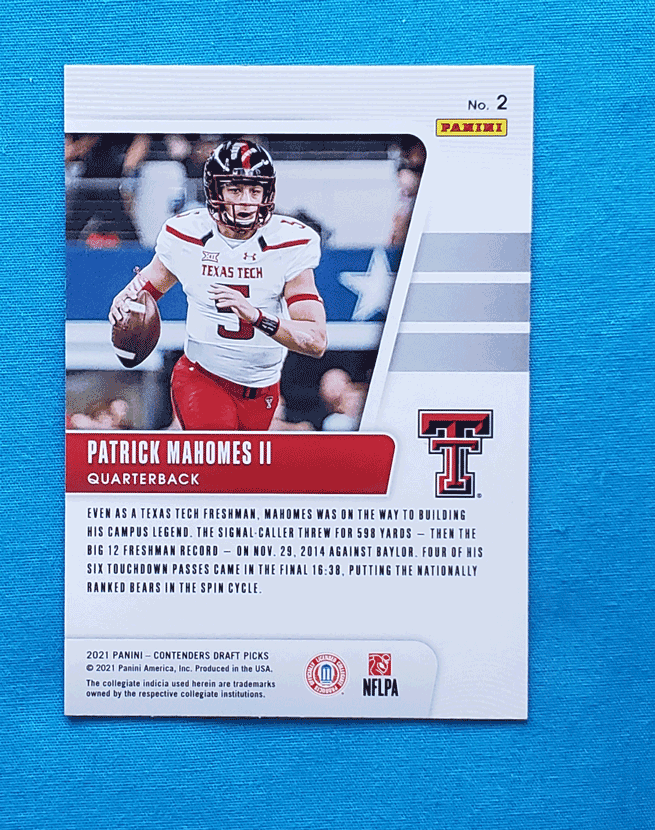 No. 2
PANINI
TEXAS TECH
5
PATRICK MAHOMES II
QUARTERBACK
EVEN AS A TEXAS TECH FRESHMAN, MAHOMES WAS ON THE WAY TO BUILDING
HIS CAMPUS LEGEND. THE SIGNAL-CALLER THREW FOR 598 YARDS — THEN THE
BIG 12 FRESHMAN RECORD — ON NOV. 29, 2014 AGAINST BAYLOR. FOUR OF HIS
SIX TOUCHDOWN PASSES CAME IN THE FINAL 16:38, PUTTING THE NATIONALLY
RANKED BEARS IN THE SPIN CYCLE.
2021 PANINI – CONTENDERS DRAFT PICKS
© 2021 Panini America, Inc. Produced in the USA.
The collegiate indicia used herein are trademarks
owned by the respective collegiate institutions.
OFFICIALLY LICENSED COLLEGIATE PRODUCTS
NFLPA